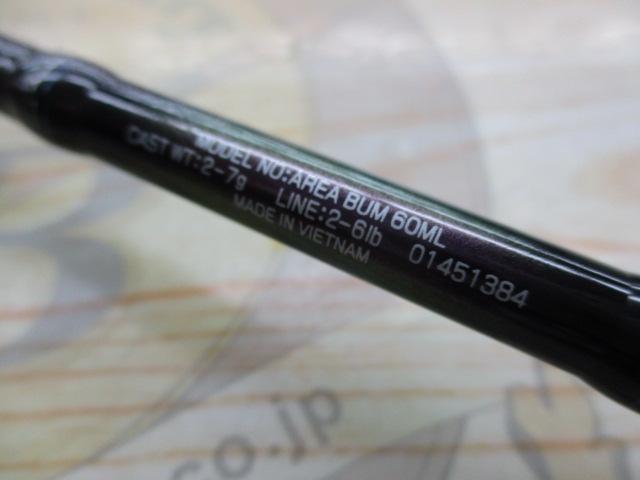 MODEL NO:AREA BUM 60ML
CAST WT:2-7g LINE:2-6lb 01451384
MADE IN VIETNAM
.co.jp